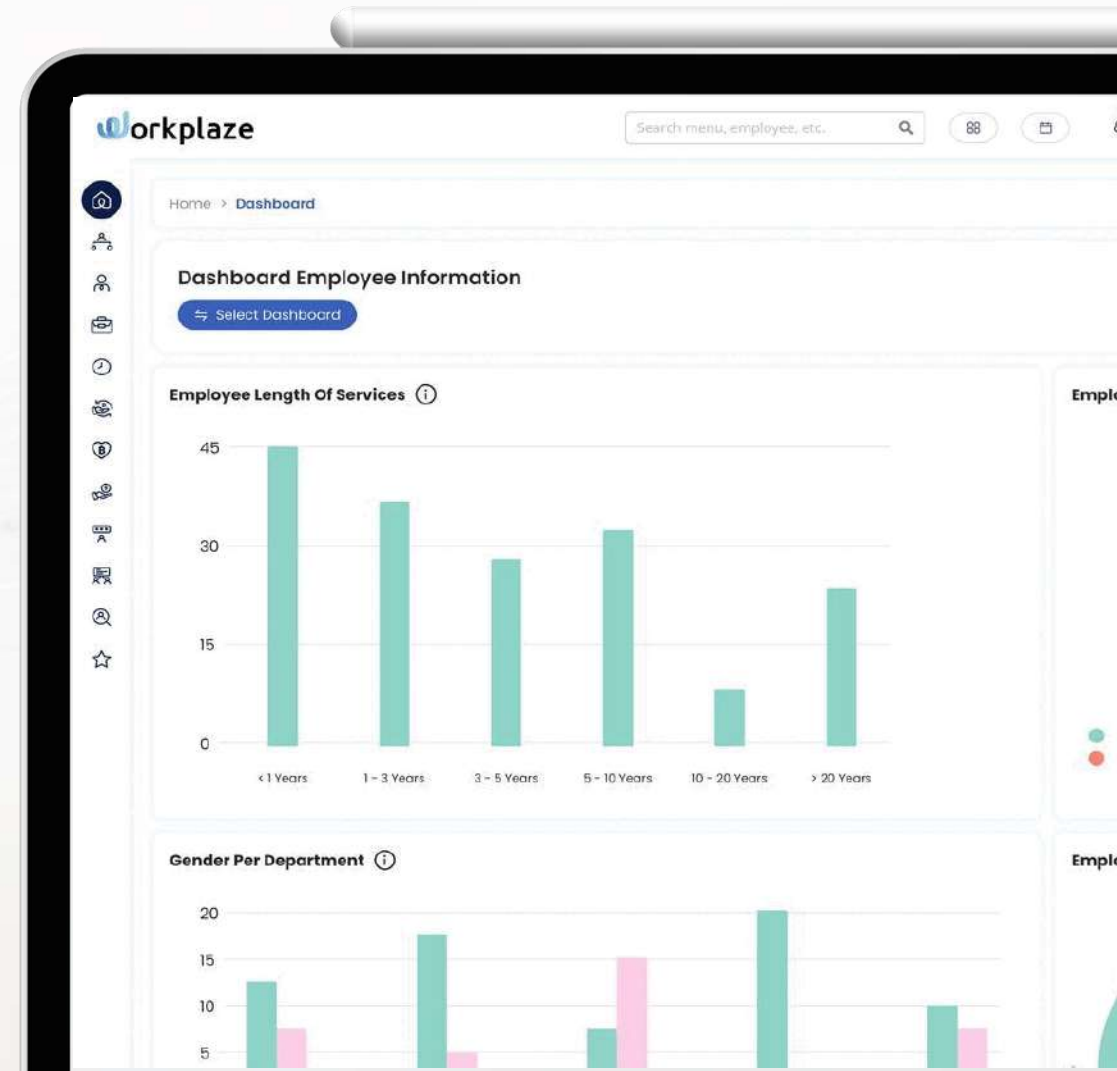 Workplaze
Search menu, employee, etc.
Home > Dashboard
Dashboard Employee Information
Select Dashboard
Employee Length Of Services
45
30
15
0
< 1 Years
1 - 3 Years
3 - 5 Years
5 - 10 Years
10 - 20 Years
> 20 Years
Emplo
Gender Per Department
20
15
10
5
Emplo